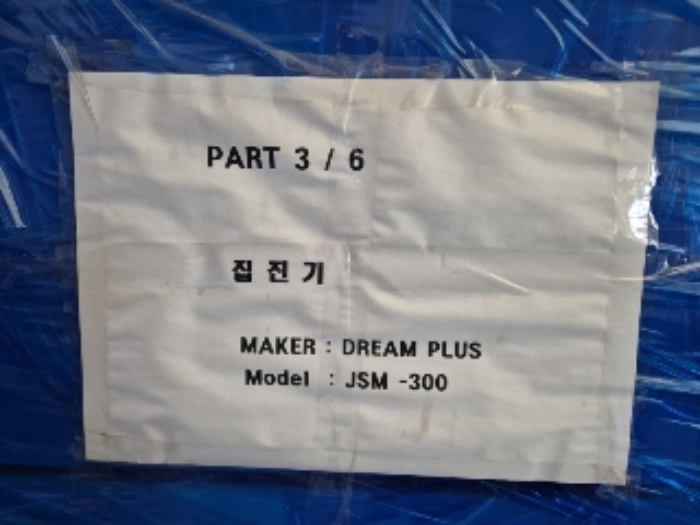 PART 3 / 6
집 진 기
MAKER : DREAM PLUS
Model : JSM -300